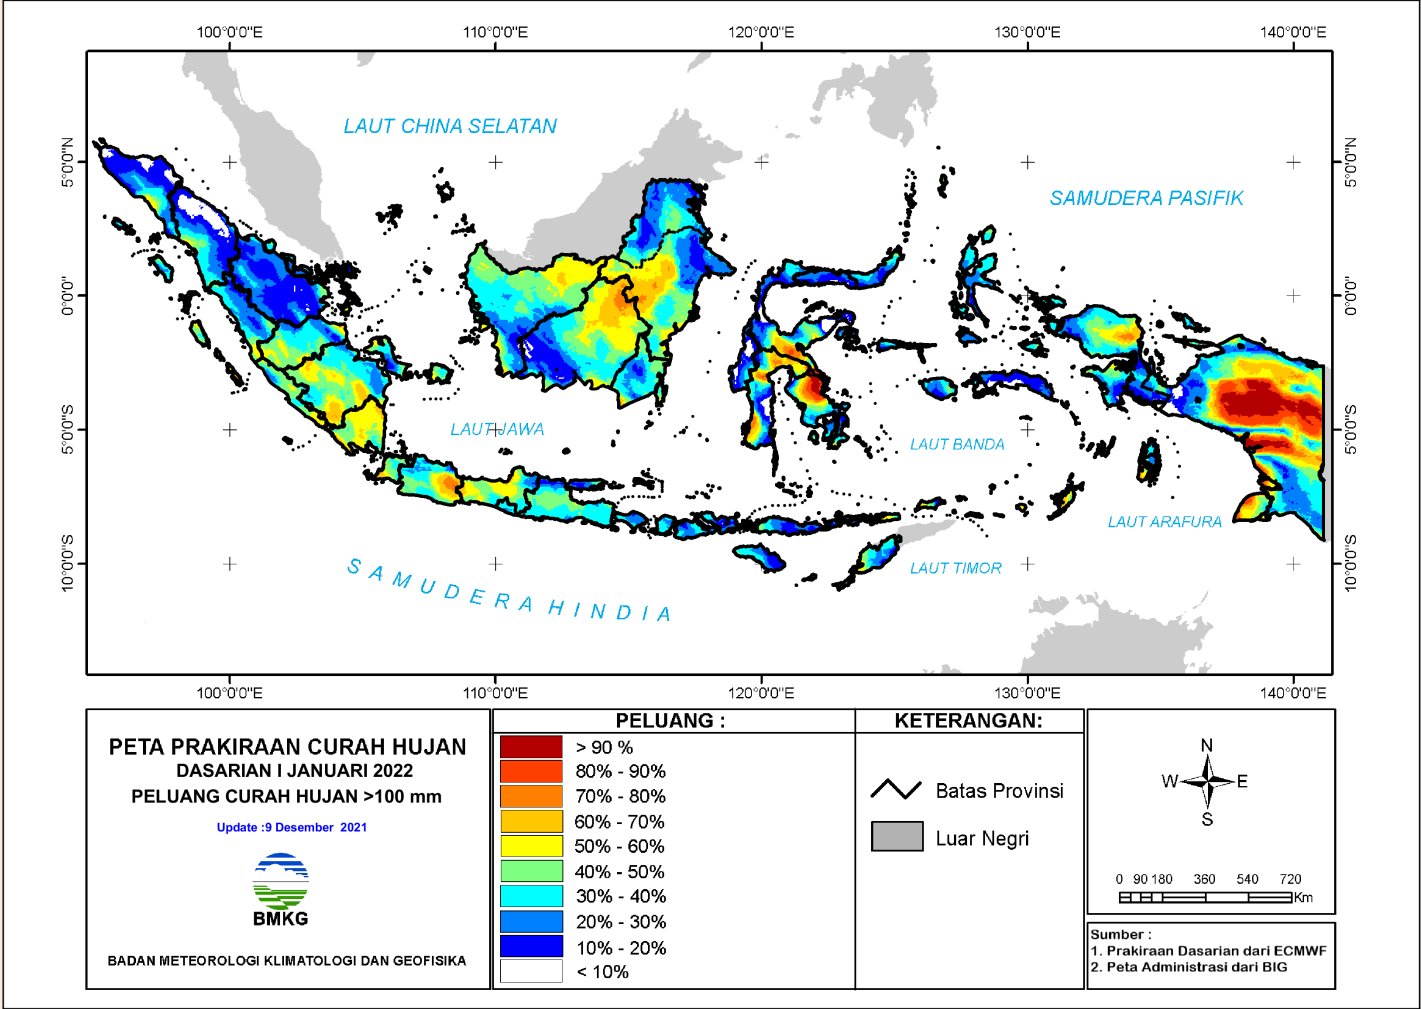 100°0'0"E 110°0'0"E 120°0'0"E 130°0'0"E 140°0'0"E
5°0'0"N 5°0'0"N
LAUT CHINA SELATAN
SAMUDERA PASIFIK
0°0'0" 0°0'0"
5°0'0"S 5°0'0"S
LAUT JAWA
LAUT BANDA
LAUT ARAFURA
LAUT TIMOR
10°0'0"S 10°0'0"S
SAMUDERA HINDIA
100°0'0"E 110°0'0"E 120°0'0"E 130°0'0"E 140°0'0"E
PETA PRAKIRAAN CURAH HUJAN
DASARIAN I JANUARI 2022
PELUANG CURAH HUJAN >100 mm
Update :9 Desember 2021
BMKG
BADAN METEOROLOGI KLIMATOLOGI DAN GEOFISIKA
PELUANG :
> 90 %
80% - 90%
70% - 80%
60% - 70%
50% - 60%
40% - 50%
30% - 40%
20% - 30%
10% - 20%
< 10%
KETERANGAN:
Batas Provinsi
Luar Negri
N
W E
S
0 90 180 360 540 720
Km
Sumber :
1. Prakiraan Dasarian dari ECMWF
2. Peta Administrasi dari BIG